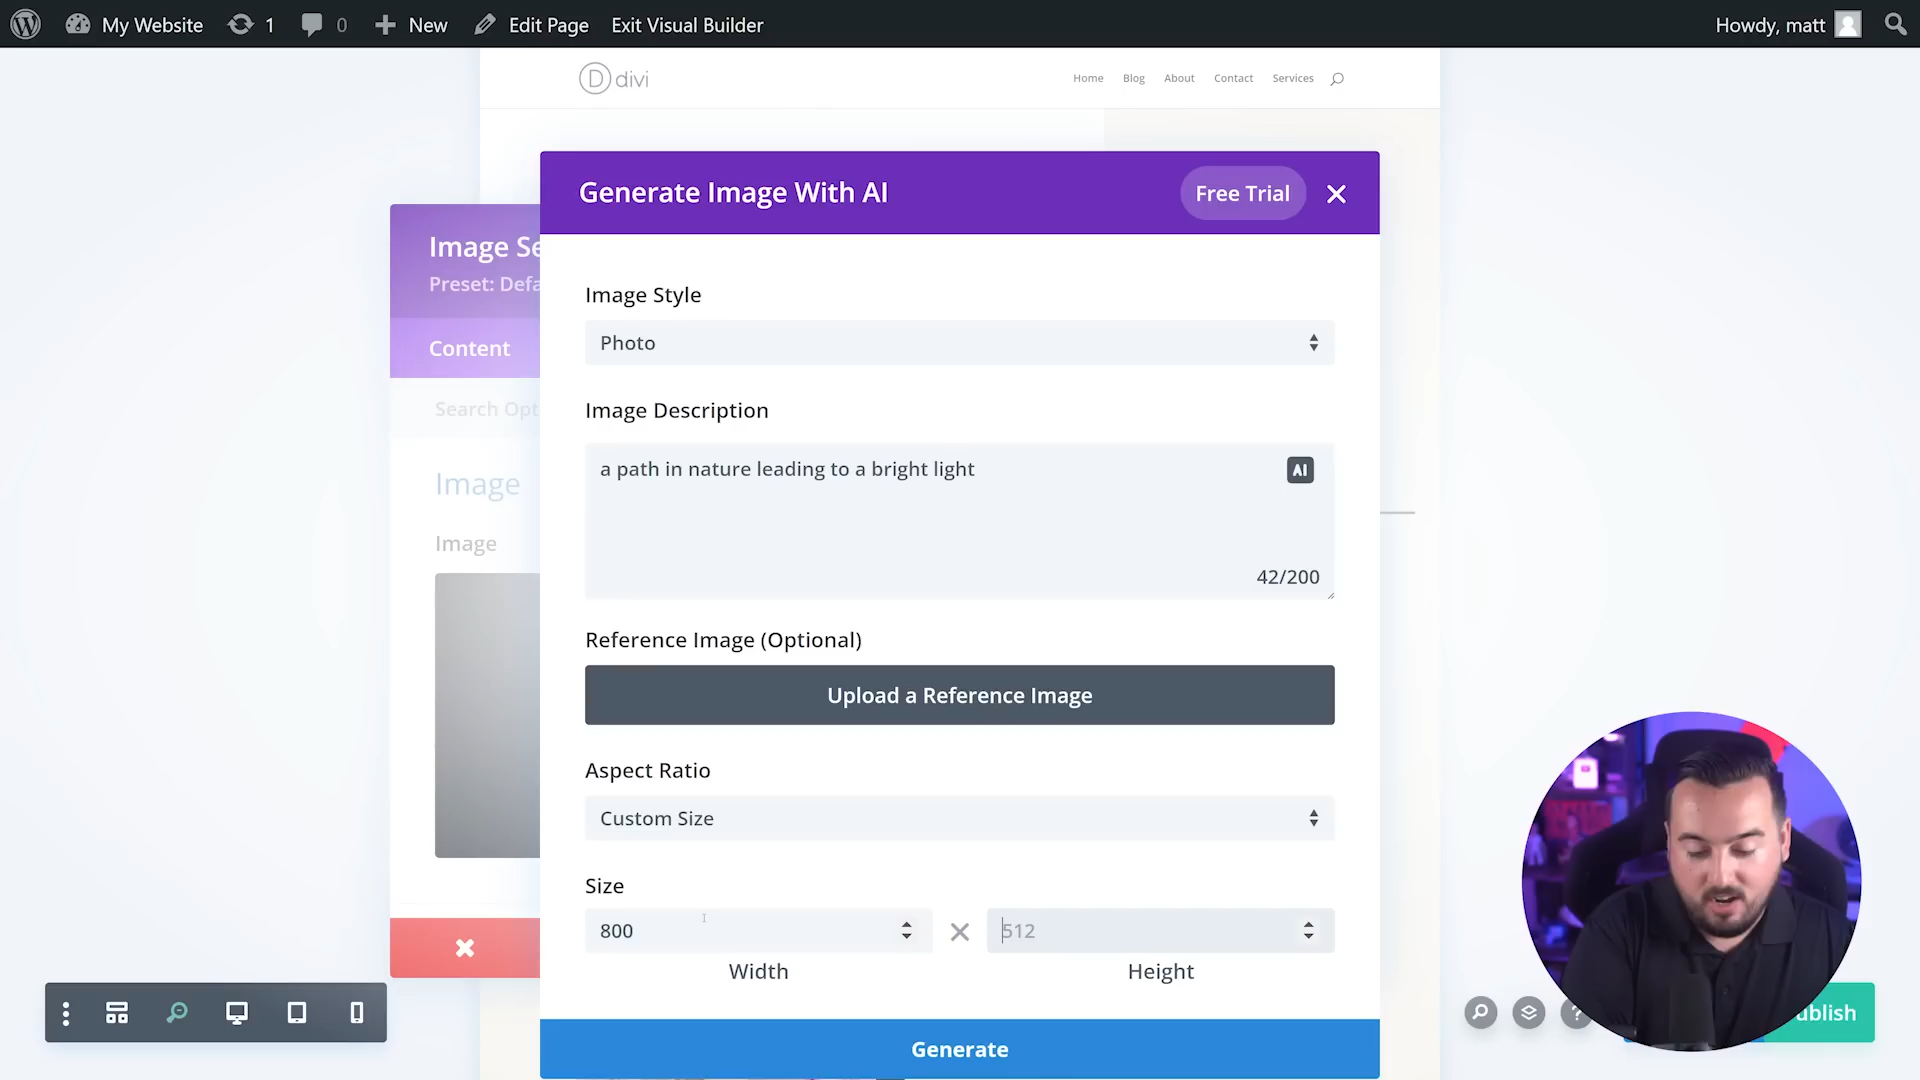 My Website 1 0 New Edit Page Exit Visual Builder Howdy, matt
D divi Home Blog About Contact Services
Generate Image With AI Free Trial
Image Se
Preset: Defa
Content
Search Opt
Image
Image
Image Style
Photo
Image Description
a path in nature leading to a bright light AI
42/200
Reference Image (Optional)
Upload a Reference Image
Aspect Ratio
Custom Size
Size
800 512
Width Height
Generate
? ublish